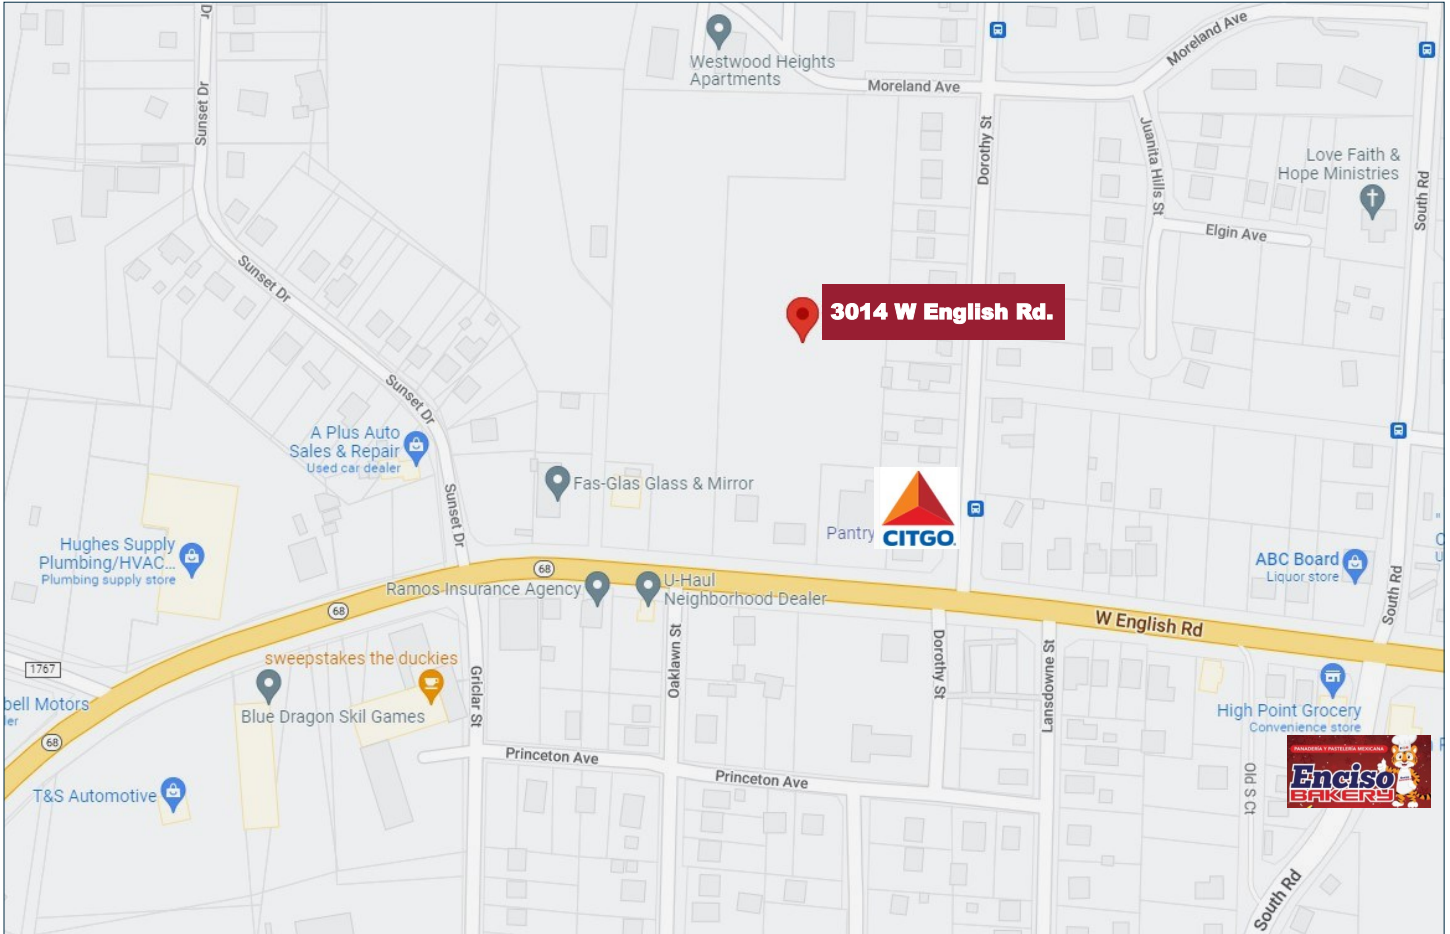 Dr
Westwood Heights
Apartments
Moreland Ave
Moreland Ave
Sunset Dr
Dorothy St
Juanita Hills St
Love Faith &
Hope Ministries
South Rd
Elgin Ave
Sunset Dr
3014 W English Rd.
Sunset Dr
A Plus Auto
Sales & Repair
Used car dealer
Fas-Glas Glass & Mirror
Sunset Dr
Pantry
CITGO
Hughes Supply
Plumbing/HVAC...
Plumbing supply store
68
ABC Board
Liquor store
South Rd
Ramos Insurance Agency
U-Haul
Neighborhood Dealer
68
W English Rd
1767
sweepstakes the duckies
Griclar St
Oaklawn St
Dorothy St
Lansdowne St
bell Motors
ler
Blue Dragon Skil Games
High Point Grocery
Convenience store
68
Princeton Ave
Princeton Ave
T&S Automotive
Old S Ct
PANADERIA Y PASTELERIA MEXICANA
Enciso
BAKERY
South Rd